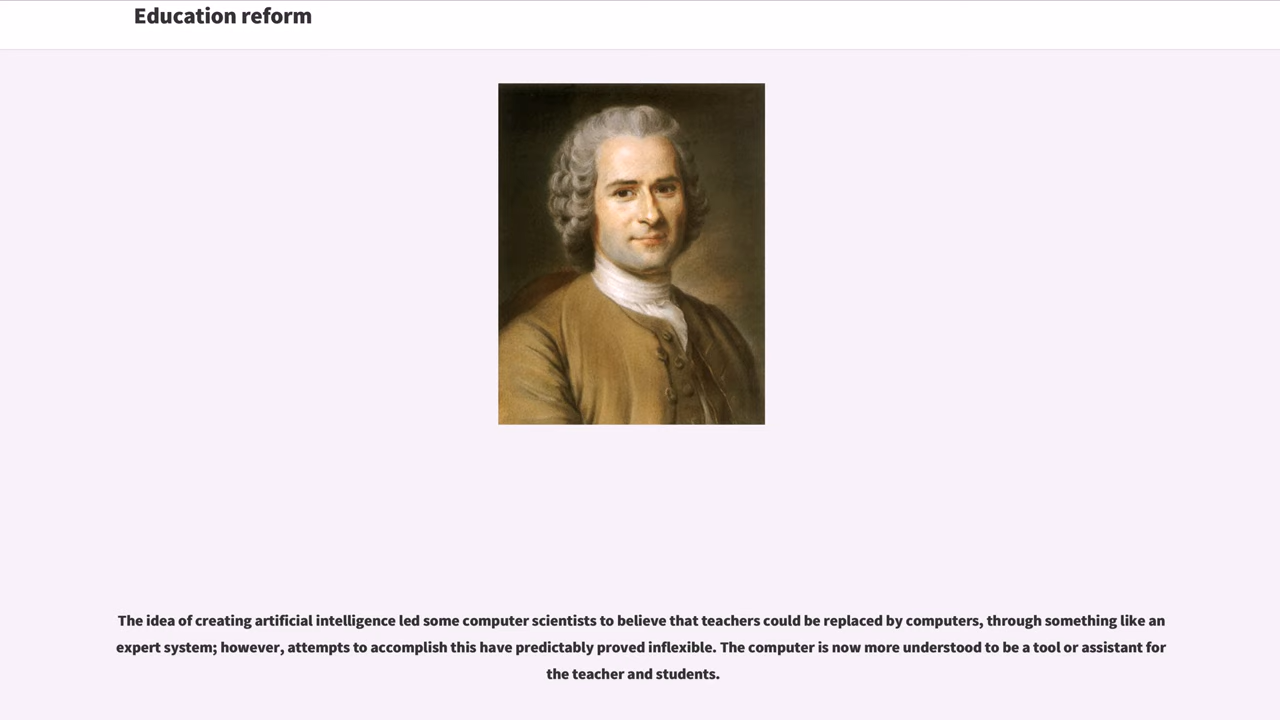 Education reform
The idea of creating artificial intelligence led some computer scientists to believe that teachers could be replaced by computers, through something like an
expert system; however, attempts to accomplish this have predictably proved inflexible. The computer is now more understood to be a tool or assistant for
the teacher and students.